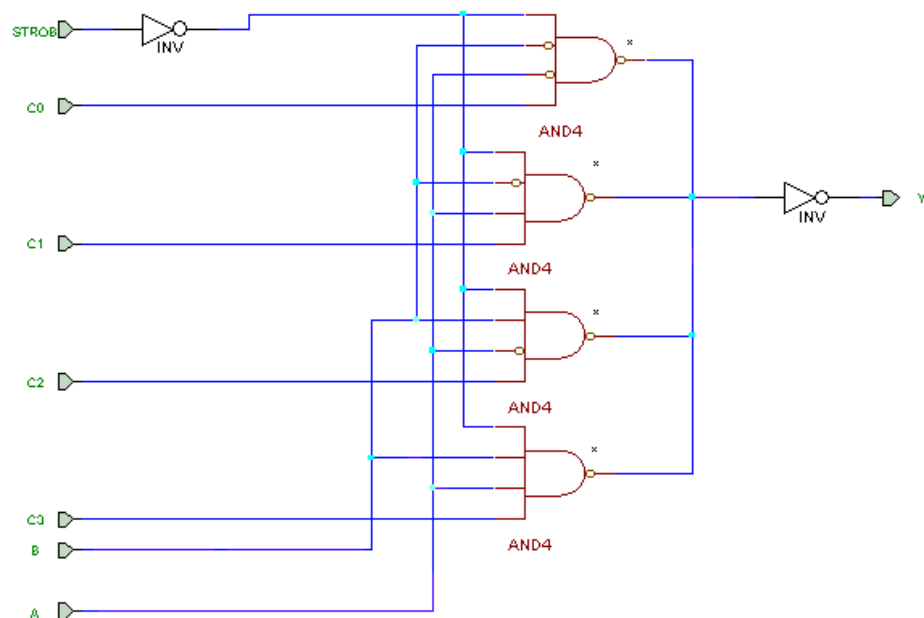 STROB
INV
*
C0
AND4
*
Y
INV
C1
AND4
*
C2
AND4
*
C3
B
AND4
A